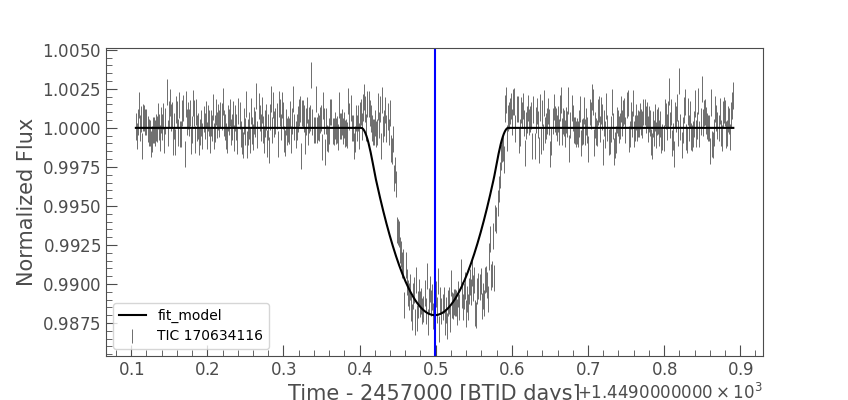 1.0050
1.0025
1.0000
0.9975
0.9950
0.9925
0.9900
0.9875
Normalized Flux
fit_model
TIC 170634116
0.1 0.2 0.3 0.4 0.5 0.6 0.7 0.8 0.9
Time - 2457000 [BTJD days]
+1.4490000000 × 10³